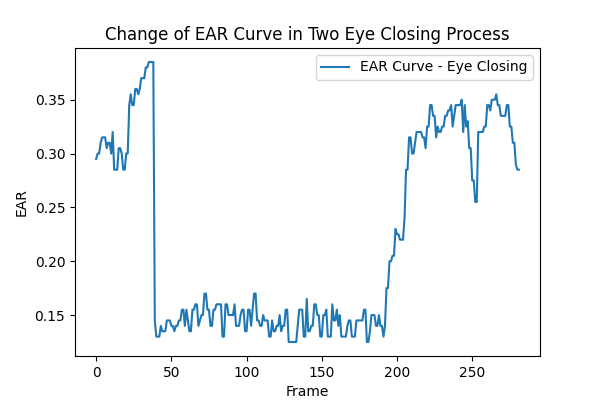 Change of EAR Curve in Two Eye Closing Process
EAR Curve - Eye Closing
0.35
0.30
0.25
0.20
0.15
EAR
0
50
100
150
200
250
Frame